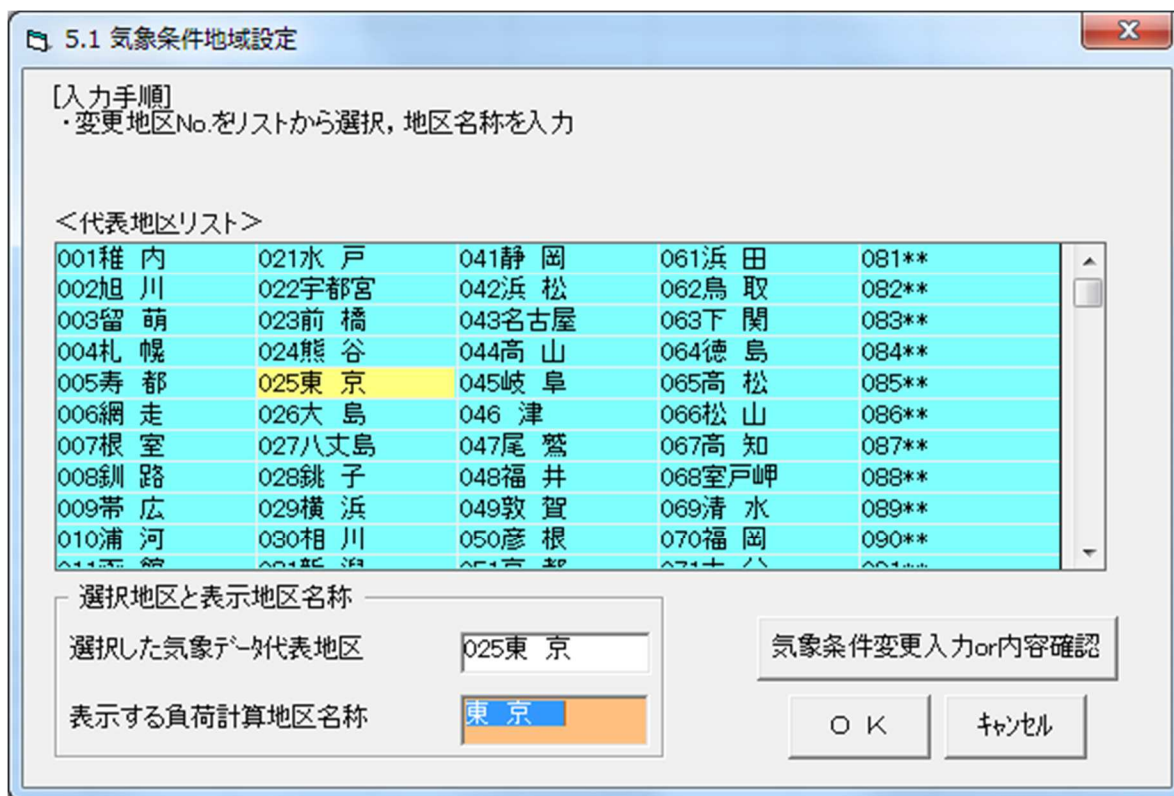 5.1 気象条件地域設定
[入力手順]
・変更地区No.をリストから選択，地区名称を入力
＜代表地区リスト＞
001稚 内 021水 戸 041静 岡 061浜 田 081**
002旭 川 022宇都宮 042浜 松 062鳥 取 082**
003留 萌 023前 橋 043名古屋 063下 関 083**
004札 幌 024熊 谷 044高 山 064徳 島 084**
005寿 都 025東 京 045岐 阜 065高 松 085**
006網 走 026大 島 046 津 066松 山 086**
007根 室 027八丈島 047尾 鷲 067高 知 087**
008釧 路 028銚 子 048福 井 068室戸岬 088**
009帯 広 029横 浜 049敦 賀 069清 水 089**
010浦 河 030相 川 050彦 根 070福 岡 090**
選択地区と表示地区名称
選択した気象データ代表地区 025東 京
気象条件変更入力or内容確認
表示する負荷計算地区名称 東 京
ＯＫ キャンセル